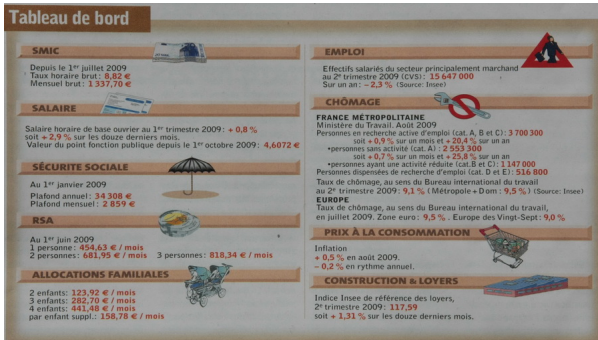 Tableau de bord
SMIC
Depuis le 1er juillet 2009
Taux horaire brut : 8,82 €
Mensuel brut : 1 337,70 €
SALAIRE
Salaire horaire de base ouvrier au 1er trimestre 2009 : + 0,8 %
soit + 2,9 % sur les douze derniers mois.
Valeur du point fonction publique depuis le 1er octobre 2009 : 4,6072 €
SÉCURITÉ SOCIALE
Au 1er janvier 2009
Plafond annuel : 34 308 €
Plafond mensuel : 2 859 €
RSA
Au 1er juin 2009
1 personne : 454,63 € / mois
2 personnes : 681,95 € / mois 3 personnes : 818,34 € / mois
ALLOCATIONS FAMILIALES
2 enfants : 123,92 € / mois
3 enfants : 282,70 € / mois
4 enfants : 441,48 € / mois
par enfant suppl. : 158,78 € / mois
EMPLOI
Effectifs salariés du secteur principalement marchand
au 2e trimestre 2009 (CVS) : 15 647 000
Sur un an : – 2,3 % (Source : Insee)
CHÔMAGE
FRANCE MÉTROPOLITAINE
Ministère du Travail. Août 2009
Personnes en recherche active d'emploi (cat. A, B et C) : 3 700 300
soit + 0,9 % sur un mois et + 20,4 % sur un an
•personnes sans activité (cat. A) : 2 553 300
soit + 0,7 % sur un mois et + 25,8 % sur un an
•personnes ayant une activité réduite (cat. B et C) : 1 147 000
Personnes dispensées de recherche d'emploi (cat. D et E) : 516 800
Taux de chômage, au sens du Bureau international du travail
au 2e trimestre 2009 : 9,1 % (Métropole + Dom : 9,5 %) (Source : Insee)
EUROPE
Taux de chômage, au sens du Bureau international du travail,
en juillet 2009. Zone euro : 9,5 %. Europe des Vingt-Sept : 9,0 %
PRIX À LA CONSOMMATION
Inflation
+ 0,5 % en août 2009.
– 0,2 % en rythme annuel.
CONSTRUCTION & LOYERS
Indice Insee de référence des loyers,
2e trimestre 2009 : 117,59
soit + 1,31 % sur les douze derniers mois.